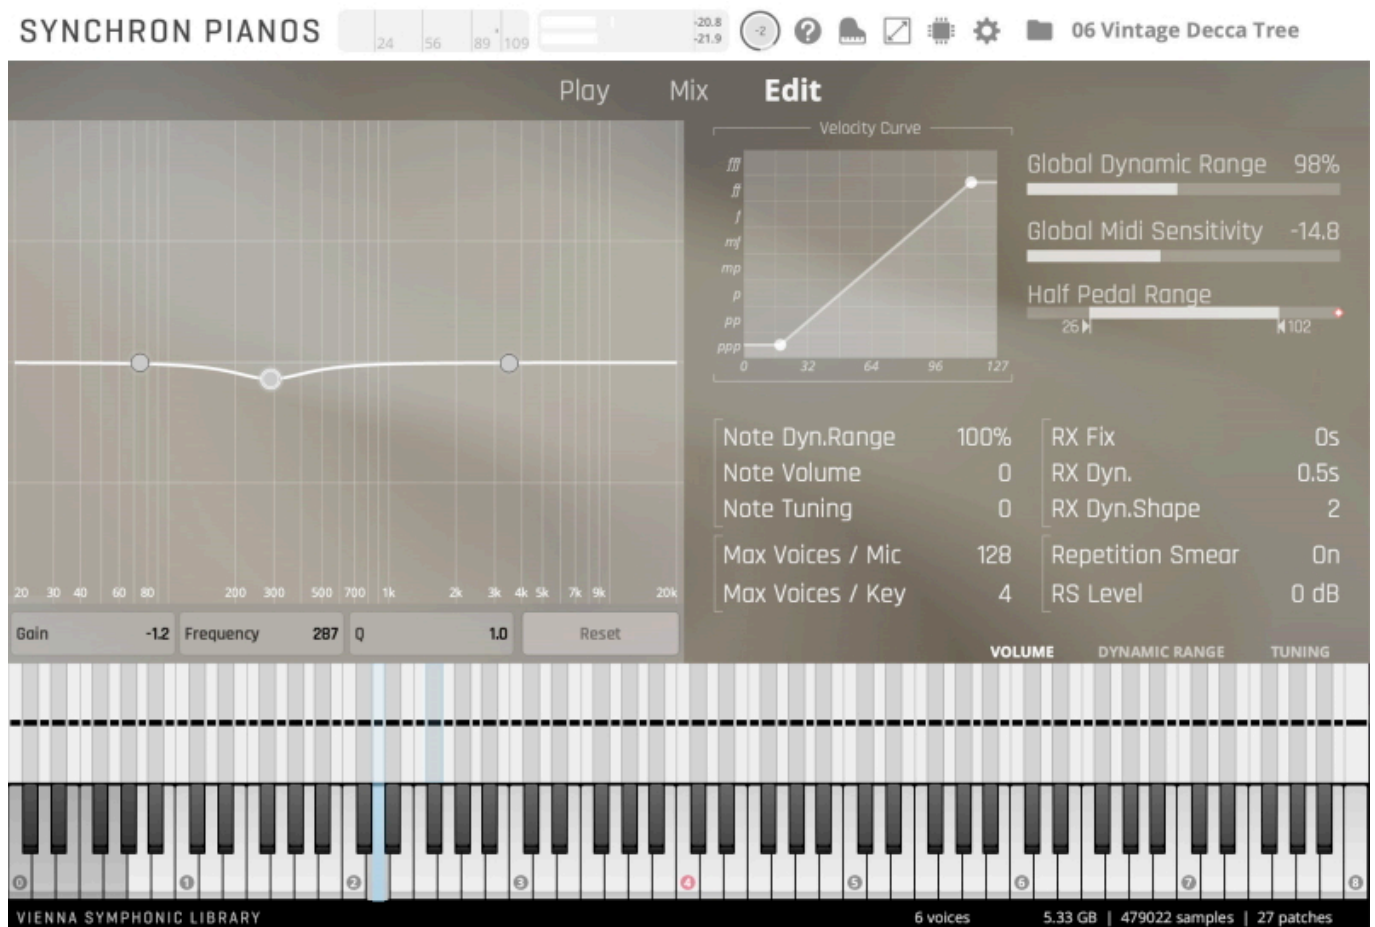 SYNCHRON PIANOS
24 56 89 109
-20.8
-21.9
-2
06 Vintage Decca Tree
Play Mix Edit
Velocity Curve
fff
ff
f
mf
mp
p
pp
ppp
0 32 64 96 127
Global Dynamic Range 98%
Global Midi Sensitivity -14.8
Half Pedal Range
26 102
Note Dyn.Range 100%
Note Volume 0
Note Tuning 0
Max Voices / Mic 128
Max Voices / Key 4
RX Fix 0s
RX Dyn. 0.5s
RX Dyn.Shape 2
Repetition Smear On
RS Level 0 dB
20 30 40 60 80 200 300 500 700 1k 2k 3k 4k 5k 7k 9k 20k
Gain -1.2 Frequency 287 Q 1.0 Reset
VOLUME DYNAMIC RANGE TUNING
0 1 2 3 4 5 6 7 8
VIENNA SYMPHONIC LIBRARY
6 voices 5.33 GB | 479022 samples | 27 patches